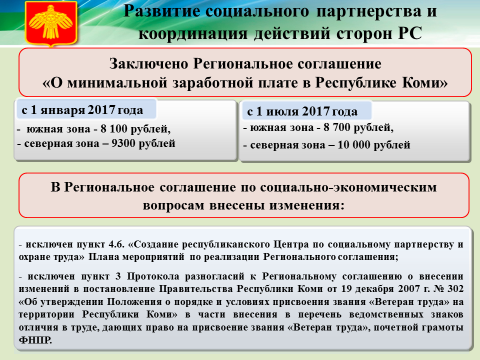 Развитие социального партнерства и
координация действий сторон РС
Заключено Региональное соглашение
«О минимальной заработной плате в Республике Коми»
с 1 января 2017 года
- южная зона - 8 100 рублей,
- северная зона – 9300 рублей
с 1 июля 2017 года
- южная зона - 8 700 рублей,
- северная зона – 10 000 рублей
В Региональное соглашение по социально-экономическим
вопросам внесены изменения:
- исключен пункт 4.6. «Создание республиканского Центра по социальному партнерству и
охране труда» Плана мероприятий по реализации Регионального соглашения;
- исключен пункт 3 Протокола разногласий к Региональному соглашению о внесении
изменений в постановление Правительства Республики Коми от 19 декабря 2007 г. № 302
«Об утверждении Положения о порядке и условиях присвоения звания «Ветеран труда» на
территории Республики Коми» в части внесения в перечень ведомственных знаков
отличия в труде, дающих право на присвоение звания «Ветеран труда», почетной грамоты
ФНПР.